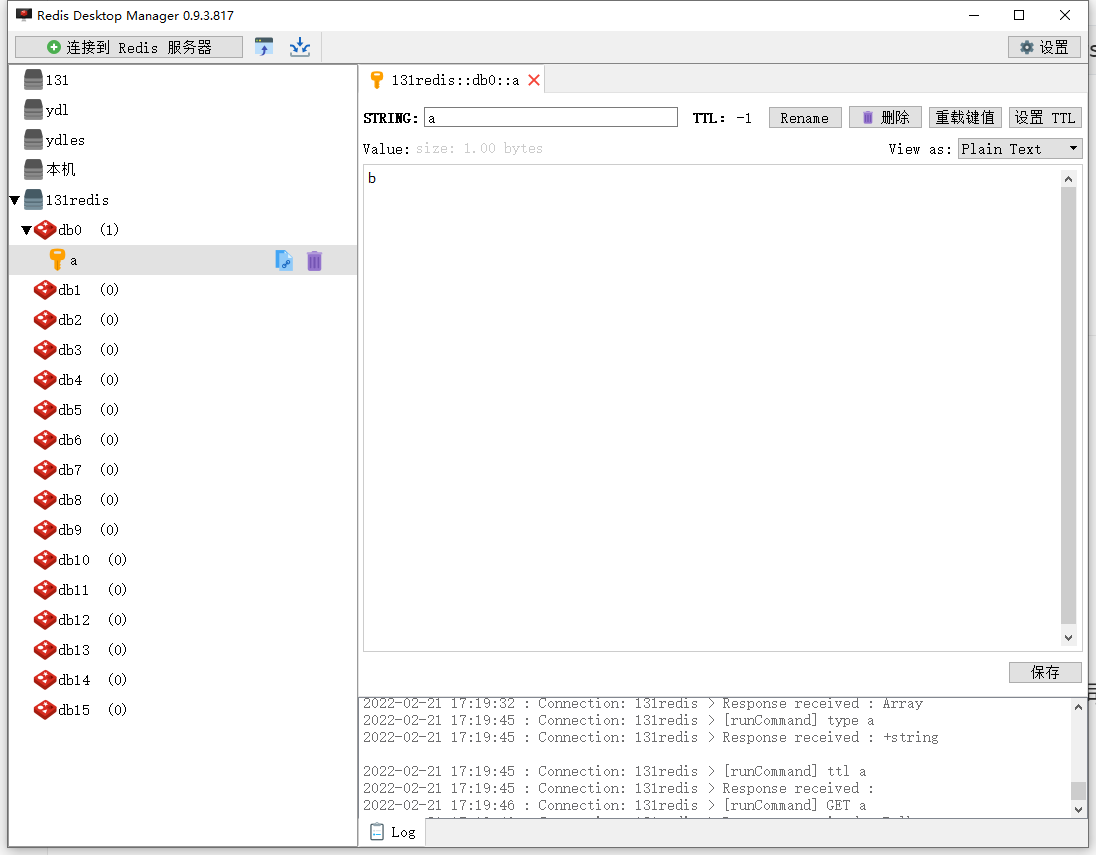 Redis Desktop Manager 0.9.3.817
连接到 Redis 服务器
设置
131
ydl
ydles
本机
131redis
db0 (1)
a
db1 (0)
db2 (0)
db3 (0)
db4 (0)
db5 (0)
db6 (0)
db7 (0)
db8 (0)
db9 (0)
db10 (0)
db11 (0)
db12 (0)
db13 (0)
db14 (0)
db15 (0)
131redis::db0::a
STRING: a TTL: -1 Rename 删除 重载键值 设置 TTL
Value: size: 1.00 bytes View as: Plain Text
b
保存
2022-02-21 17:19:32 : Connection: 131redis > Response received : Array
2022-02-21 17:19:45 : Connection: 131redis > [runCommand] type a
2022-02-21 17:19:45 : Connection: 131redis > Response received : +string
2022-02-21 17:19:45 : Connection: 131redis > [runCommand] ttl a
2022-02-21 17:19:45 : Connection: 131redis > Response received :
2022-02-21 17:19:46 : Connection: 131redis > [runCommand] GET a
Log